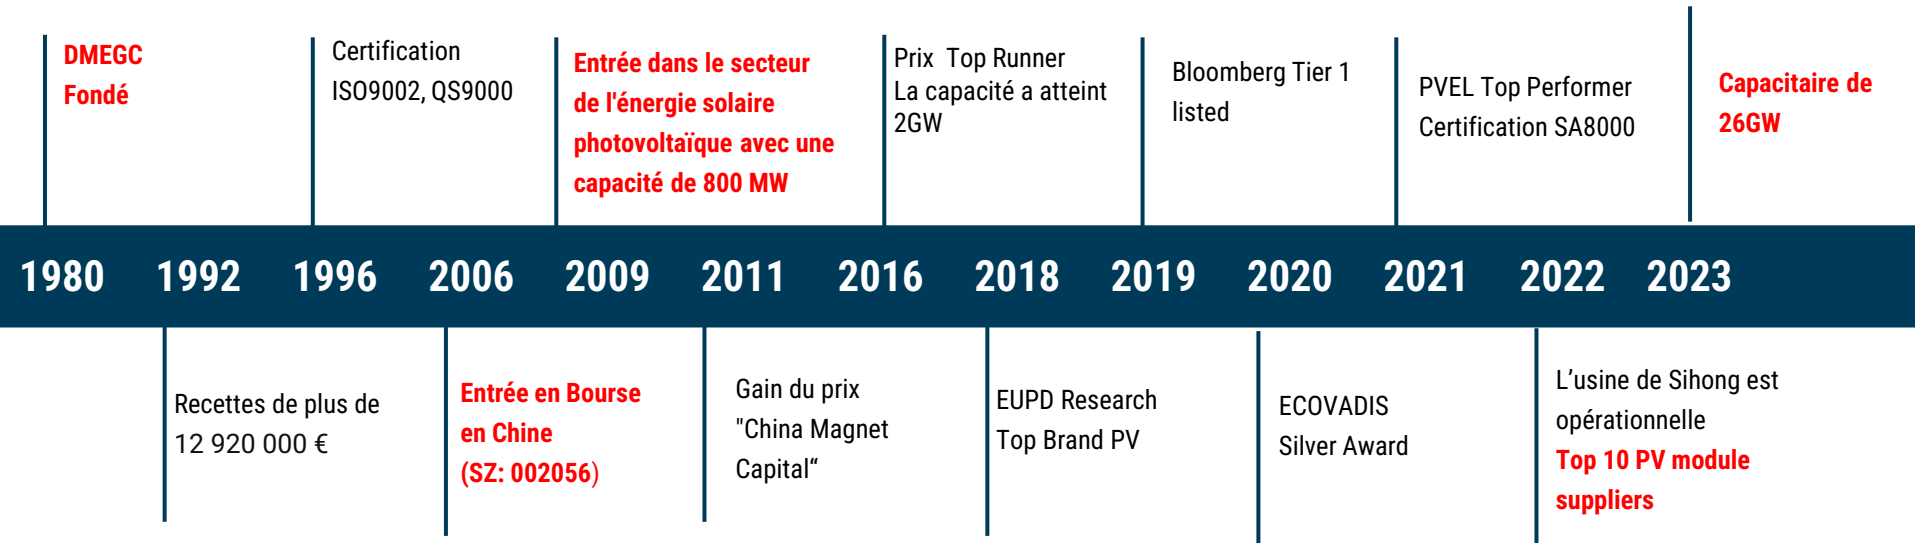 DMEGC
Fondé
Certification
ISO9002, QS9000
Entrée dans le secteur
de l'énergie solaire
photovoltaïque avec une
capacité de 800 MW
Prix  Top Runner
La capacité a atteint
2GW
Bloomberg Tier 1
listed
PVEL Top Performer
Certification SA8000
Capacitaire de
26GW
1980 1992 1996 2006 2009 2011 2016 2018 2019 2020 2021 2022 2023
Recettes de plus de
12 920 000 €
Entrée en Bourse
en Chine
(SZ: 002056)
Gain du prix
"China Magnet
Capital“
EUPD Research
Top Brand PV
ECOVADIS
Silver Award
L’usine de Sihong est
opérationnelle
Top 10 PV module
suppliers